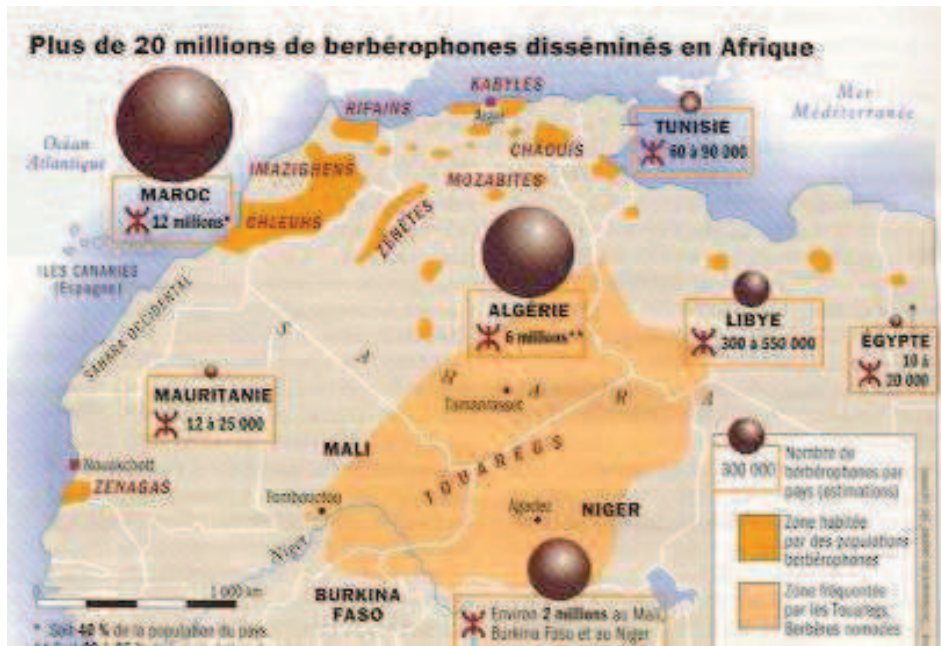 Plus de 20 millions de berbérophones disséminés en Afrique
KABYLES
RIFAINS
Alger
Mer
Méditerranée
TUNISIE
60 à 90 000
Océan
Atlantique
CHAOUIS
IMAZIGHENS
MOZABITES
MAROC
12 millions*
CHLEUHS
ZÉNÈTES
ILES CANARIES
(Espagne)
SAHARA OCCIDENTAL
ALGÉRIE
6 millions**
LIBYE
300 à 550 000
ÉGYPTE
10 à
20 000
SAHARA
MAURITANIE
12 à 25 000
Tamanrasset
MALI
TOUAREGS
Nouakchott
ZENAGAS
Tombouctou
Agadez
NIGER
Niger
300 000
Nombre de
berbérophones par
pays (estimations)
Zone habitée
par des populations
berbérophones
Zone fréquentée
par les Touaregs,
Berbères nomades
0
1 000 km
BURKINA
FASO
Environ 2 millions au Mali,
Burkina Faso et au Niger
* Soit 40 % de la population du pays.